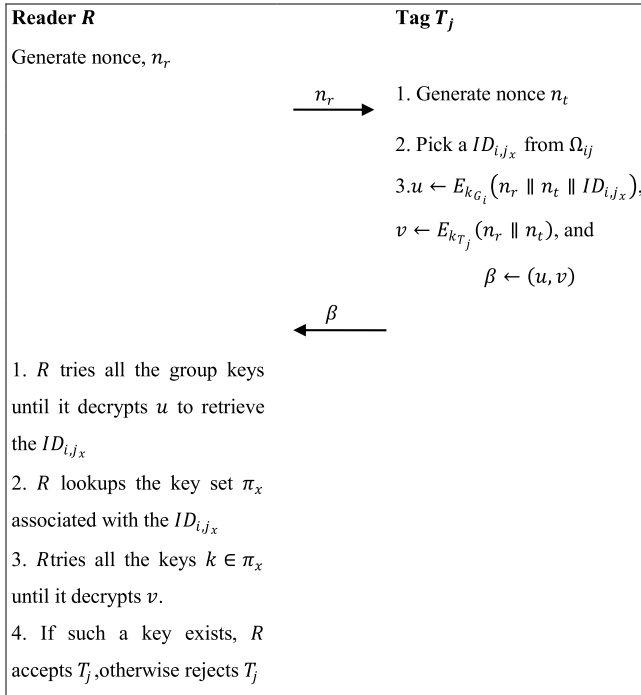 Reader R
Tag T_j
Generate nonce, n_r
n_r
1. Generate nonce n_t
2. Pick a ID_{i,j_x} from Ω_{ij}
3.u ← E_{k_{G_i}}(n_r ∥ n_t ∥ ID_{i,j_x}),
v ← E_{k_{T_j}}(n_r ∥ n_t), and
β ← (u, v)
β
1. R tries all the group keys
until it decrypts u to retrieve
the ID_{i,j_x}
2. R lookups the key set π_x
associated with the ID_{i,j_x}
3. Rtries all the keys k ∈ π_x
until it decrypts v.
4. If such a key exists, R
accepts T_j,otherwise rejects T_j